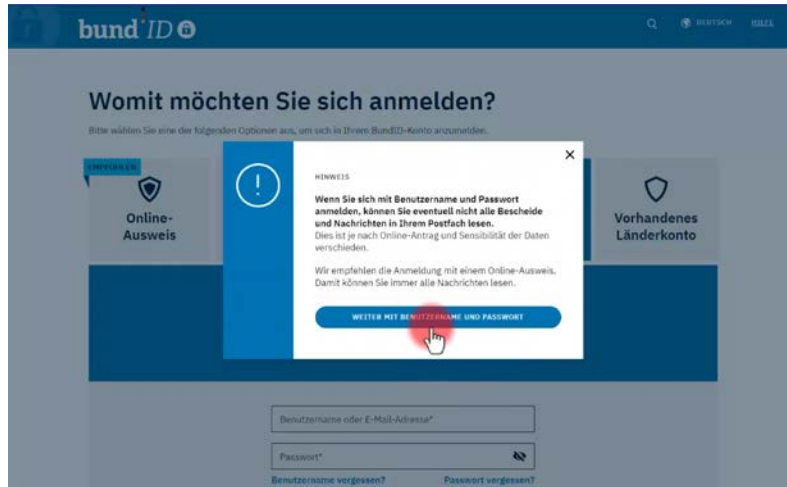 bund ID
DEUTSCH HILFE
Womit möchten Sie sich anmelden?
Bitte wählen Sie eine der folgenden Optionen aus, um sich in Ihrem BundID-Konto anzumelden.
EMPFOHLEN
Online-
Ausweis
HINWEIS
Wenn Sie sich mit Benutzername und Passwort
anmelden, können Sie eventuell nicht alle Bescheide
und Nachrichten in Ihrem Postfach lesen.
Dies ist je nach Online-Antrag und Sensibilität der Daten
verschieden.
Wir empfehlen die Anmeldung mit einem Online-Ausweis.
Damit können Sie immer alle Nachrichten lesen.
WEITER MIT BENUTZERNAME UND PASSWORT
Vorhandenes
Länderkonto
Benutzername oder E-Mail-Adresse*
Passwort*
Benutzername vergessen? Passwort vergessen?